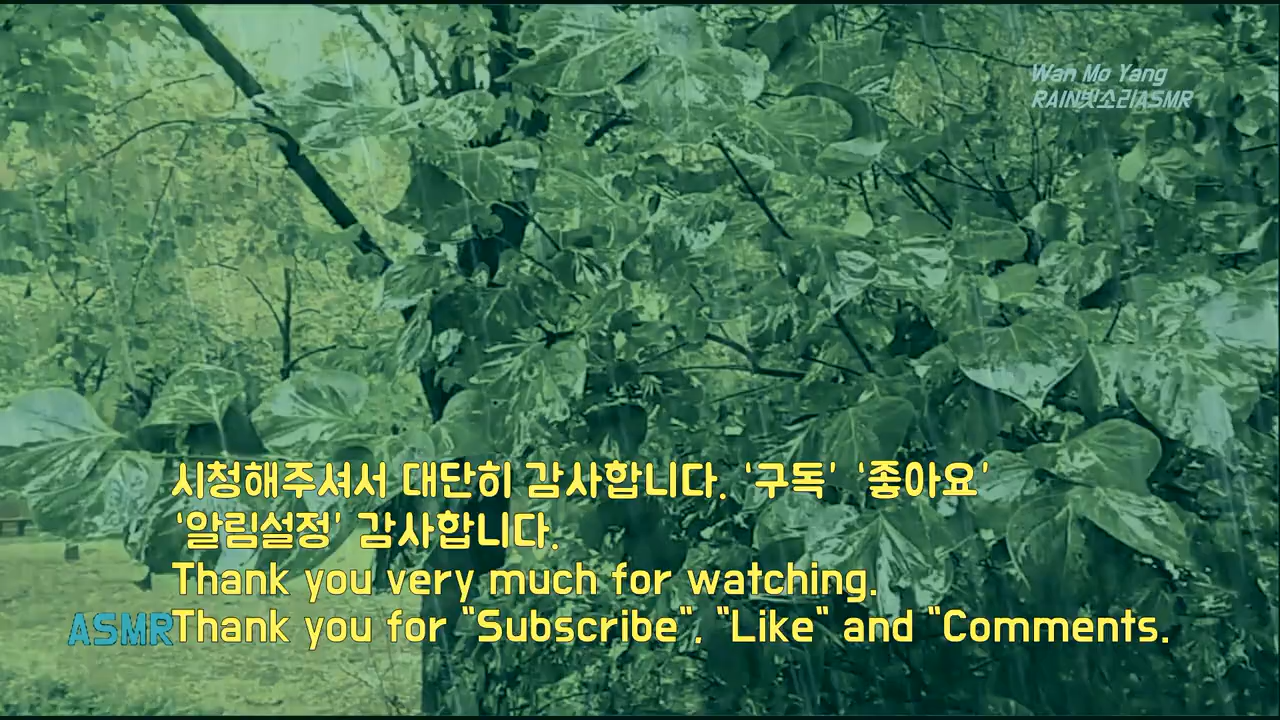 Wan Mo Yang
RAIN빗소리ASMR
시청해주셔서 대단히 감사합니다. ‘구독’ ‘좋아요’
‘알림설정’ 감사합니다.
Thank you very much for watching.
ASMR
Thank you for “Subscribe“, “Like“ and “Comments.